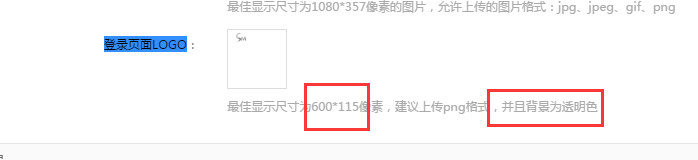 最佳显示尺寸为1080*357像素的图片，允许上传的图片格式：jpg、jpeg、gif、png
登录页面LOGO：
最佳显示尺寸为600*115像素，建议上传png格式，并且背景为透明色